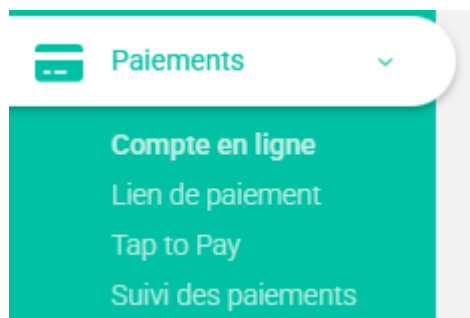 Paiements
Compte en ligne
Lien de paiement
Tap to Pay
Suivi des paiements